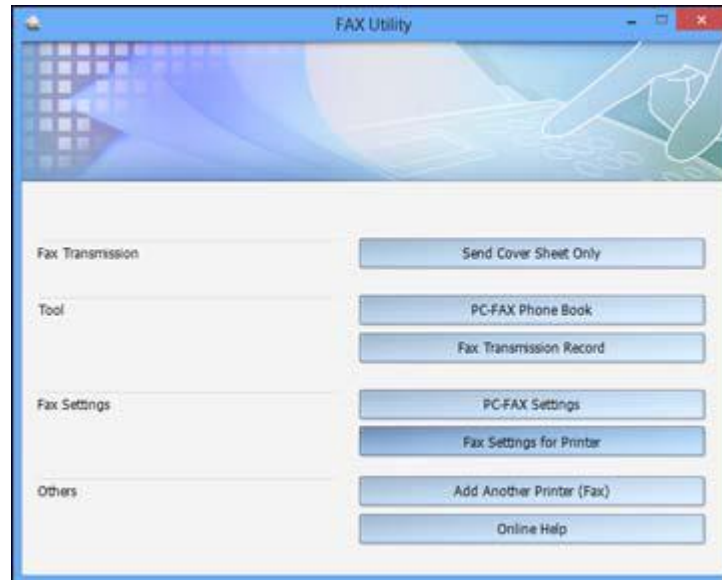 FAX Utility
Fax Transmission
Send Cover Sheet Only
Tool
PC-FAX Phone Book
Fax Transmission Record
Fax Settings
PC-FAX Settings
Fax Settings for Printer
Others
Add Another Printer (Fax)
Online Help